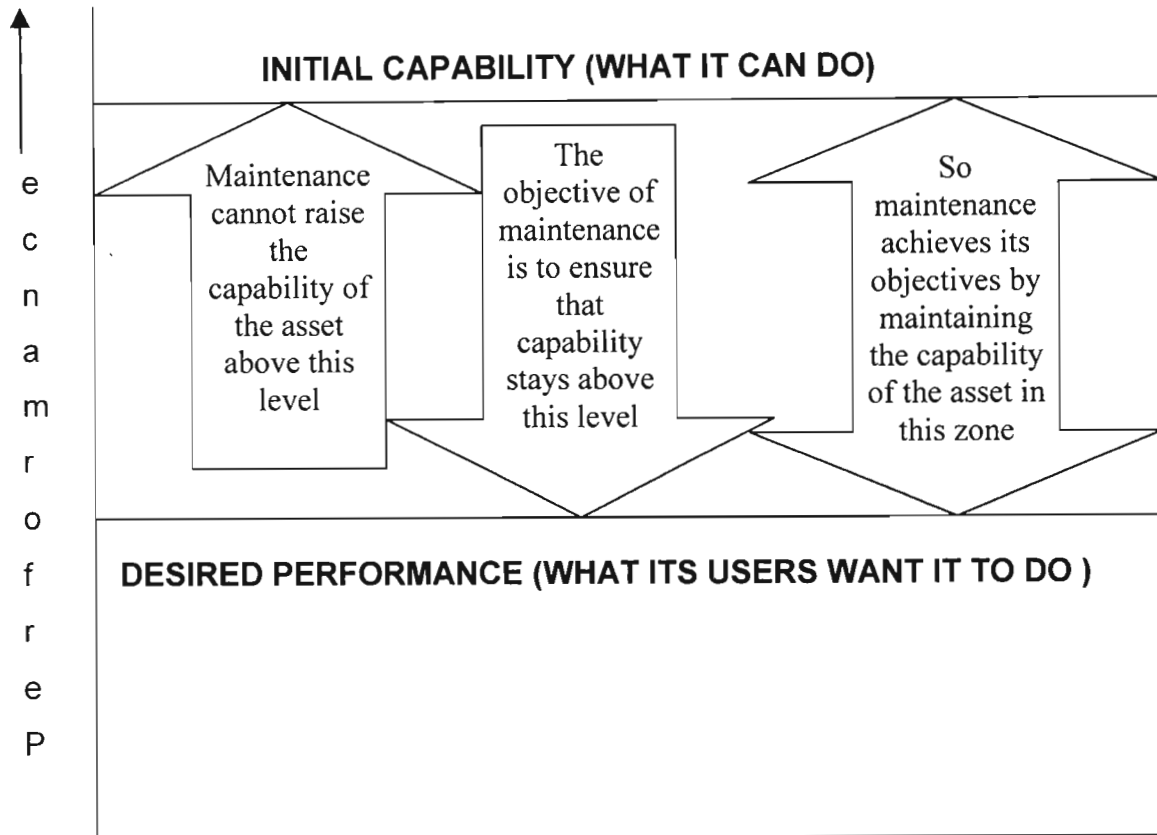 INITIAL CAPABILITY (WHAT IT CAN DO)
Maintenance
cannot raise
the
capability of
the asset
above this
level
The
objective of
maintenance
is to ensure
that
capability
stays above
this level
So
maintenance
achieves its
objectives by
maintaining
the capability
of the asset in
this zone
DESIRED PERFORMANCE (WHAT ITS USERS WANT IT TO DO )
e
c
n
a
m
r
o
f
r
e
P